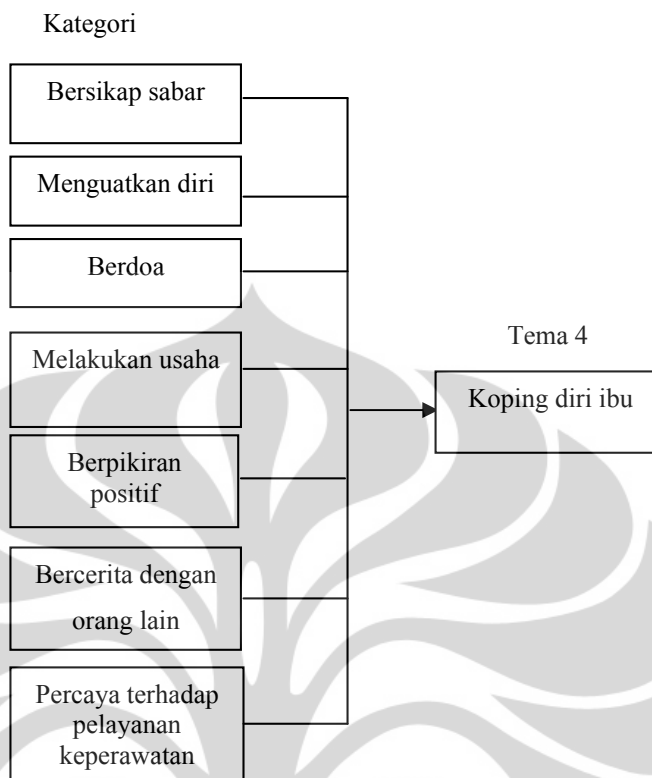 Kategori
Bersikap sabar
Menguatkan diri
Berdoa
Melakukan usaha
Berpikiran
positif
Bercerita dengan
orang lain
Percaya terhadap
pelayanan
keperawatan
Tema 4
Koping diri ibu